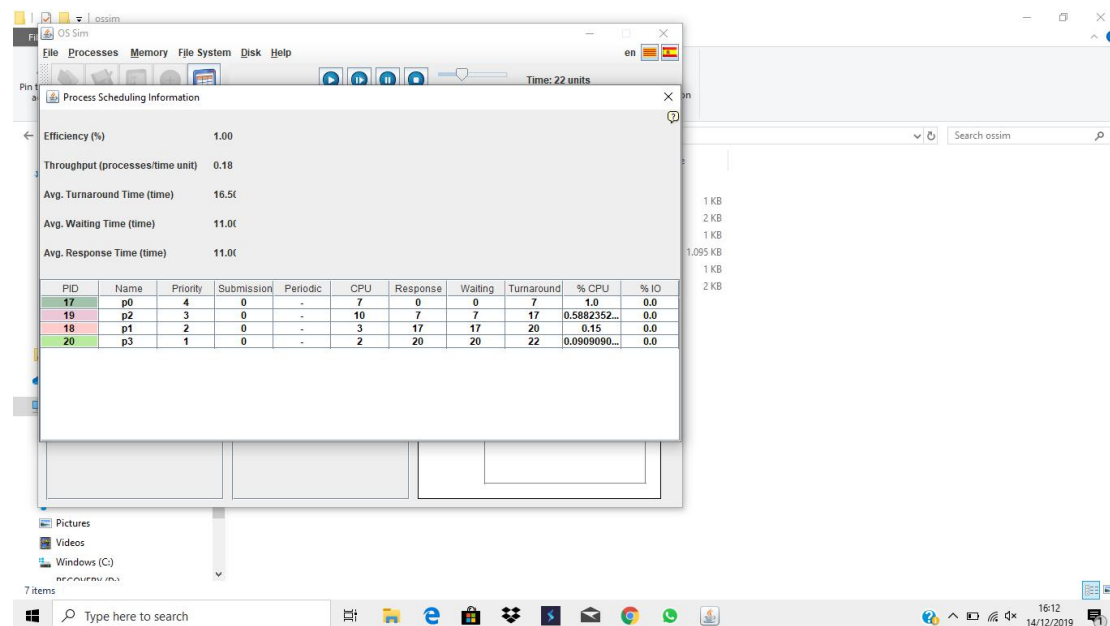 ossim
OS Sim
File Processes Memory File System Disk Help en
Time: 22 units
Pin t
Process Scheduling Information
Efficiency (%) 1.00
Throughput (processes/time unit) 0.18
Avg. Turnaround Time (time) 16.50
Avg. Waiting Time (time) 11.00
Avg. Response Time (time) 11.00
PID Name Priority Submission Periodic CPU Response Waiting Turnaround % CPU % IO
17 p0 4 0 - 7 0 0 7 1.0 0.0
19 p2 3 0 - 10 7 7 17 0.5882352... 0.0
18 p1 2 0 - 3 17 17 20 0.15 0.0
20 p3 1 0 - 2 20 20 22 0.0909090... 0.0
Search ossim
1 KB
2 KB
1 KB
1.095 KB
1 KB
2 KB
Pictures
Videos
Windows (C:)
7 items
Type here to search
16:12
14/12/2019